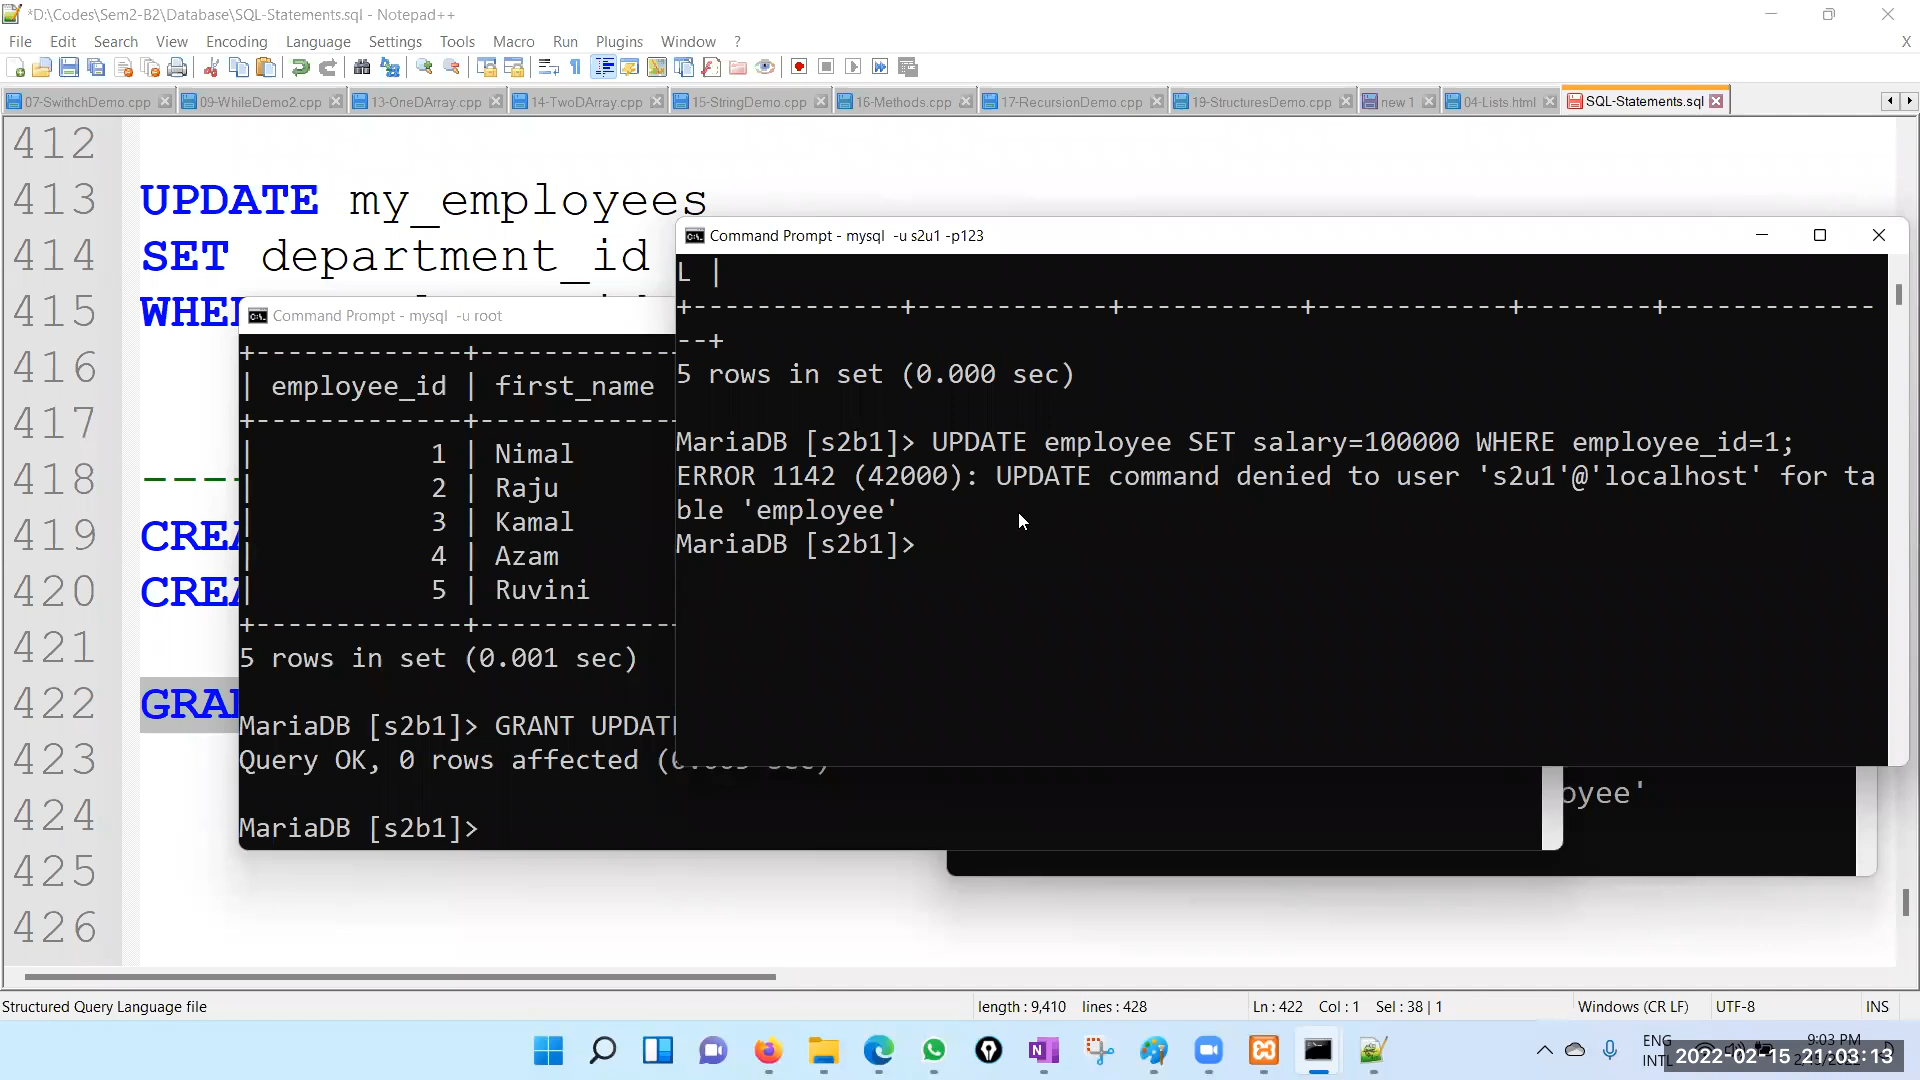 *D:\Codes\Sem2-B2\Database\SQL-Statements.sql - Notepad++
File Edit Search View Encoding Language Settings Tools Macro Run Plugins Window ? X
07-SwithchDemo.cpp 09-WhileDemo2.cpp 13-OneDArray.cpp 14-TwoDArray.cpp 15-StringDemo.cpp 16-Methods.cpp 17-RecursionDemo.cpp 19-StructuresDemo.cpp new 1 04-Lists.html SQL-Statements.sql
412
413 UPDATE my_employees
414 SET department_id
415
416
417
418 ----
419
420
421
422
423
424
425
426
Command Prompt - mysql -u root
+-------------+------------
| employee_id | first_name
+-------------+------------
| 1 | Nimal
| 2 | Raju
| 3 | Kamal
| 4 | Azam
| 5 | Ruvini
+-------------+------------
5 rows in set (0.001 sec)
MariaDB [s2b1]> GRANT UPDATE
Query OK, 0 rows affected
MariaDB [s2b1]>
Command Prompt - mysql -u s2u1 -p123
L |
+-------------+------------+-----------+------------+--------+-------------
--+
5 rows in set (0.000 sec)
MariaDB [s2b1]> UPDATE employee SET salary=100000 WHERE employee_id=1;
ERROR 1142 (42000): UPDATE command denied to user 's2u1'@'localhost' for ta
ble 'employee'
MariaDB [s2b1]>
oyee'
Structured Query Language file length : 9,410 lines : 428 Ln : 422 Col : 1 Sel : 38 | 1 Windows (CR LF) UTF-8 INS
ENG
INTL
9:03 PM
2022-02-15 21:03:13